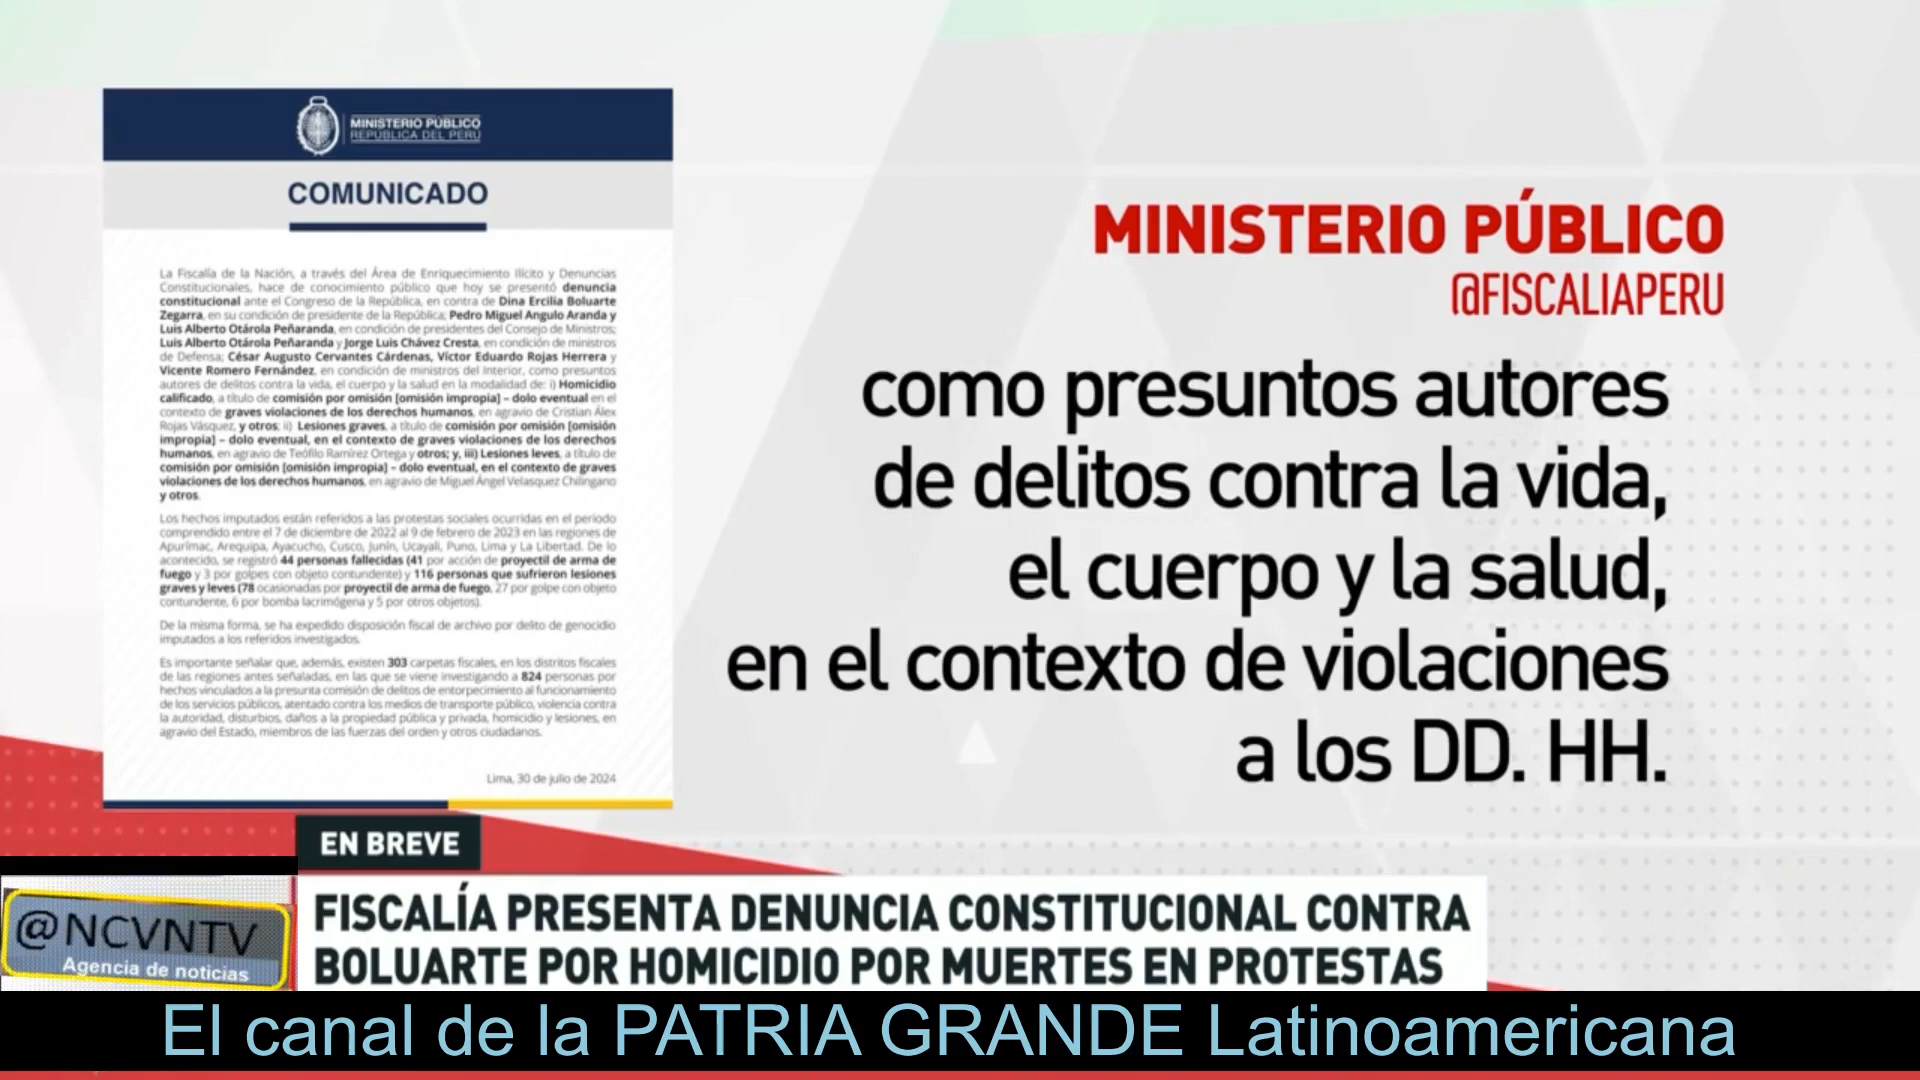 MINISTERIO PÚBLICO
REPÚBLICA DEL PERÚ
COMUNICADO
La Fiscalía de la Nación, a través del Área de Enriquecimiento Ilícito y Denuncias
Constitucionales, hace de conocimiento público que hoy se presentó denuncia
constitucional ante el Congreso de la República, en contra de Dina Ercilia Boluarte
Zegarra, en su condición de presidente de la República; Pedro Miguel Angulo Aranda y
Luis Alberto Otárola Peñaranda, en condición de presidentes del Consejo de Ministros;
Luis Alberto Otárola Peñaranda y Jorge Luis Chávez Cresta, en condición de ministros
de Defensa; César Augusto Cervantes Cárdenas, Víctor Eduardo Rojas Herrera y
Vicente Romero Fernández, en condición de ministros del Interior, como presuntos
autores de delitos contra la vida, el cuerpo y la salud en la modalidad de: i) Homicidio
calificado, a título de comisión por omisión [omisión impropia] – dolo eventual en el
contexto de graves violaciones de los derechos humanos, en agravio de Cristian Álex
Rojas Vásquez, y otros; ii) Lesiones graves, a título de comisión por omisión [omisión
impropia] – dolo eventual, en el contexto de graves violaciones de los derechos
humanos, en agravio de Teófilo Ramírez Ortega y otros; y, iii) Lesiones leves, a título de
comisión por omisión [omisión impropia] – dolo eventual, en el contexto de graves
violaciones de los derechos humanos, en agravio de Miguel Ángel Velasquez Chilingano
y otros.
Los hechos imputados están referidos a las protestas sociales ocurridas en el periodo
comprendido entre el 7 de diciembre de 2022 al 9 de febrero de 2023 en las regiones de
Apurímac, Arequipa, Ayacucho, Cusco, Junín, Ucayali, Puno, Lima y La Libertad. De lo
acontecido, se registró 44 personas fallecidas (41 por acción de proyectil de arma de
fuego y 3 por golpes con objeto contundente) y 116 personas que sufrieron lesiones
graves y leves (78 ocasionadas por proyectil de arma de fuego, 27 por golpe con objeto
contundente, 6 por bomba lacrimógena y 5 por otros objetos).
De la misma forma, se ha expedido disposición fiscal de archivo por delito de genocidio
imputados a los referidos investigados.
Es importante señalar que, además, existen 303 carpetas fiscales, en los distritos fiscales
de las regiones antes señaladas, en las que se viene investigando a 824 personas por
hechos vinculados a la presunta comisión de delitos de entorpecimiento al funcionamiento
de los servicios públicos, atentado contra los medios de transporte público, violencia contra
la autoridad, disturbios, daños a la propiedad pública y privada, homicidio y lesiones, en
agravio del Estado, miembros de las fuerzas del orden y otros ciudadanos.
Lima, 30 de julio de 2024
MINISTERIO PÚBLICO
@FISCALIAPERU
como presuntos autores
de delitos contra la vida,
el cuerpo y la salud,
en el contexto de violaciones
a los DD. HH.
EN BREVE
FISCALÍA PRESENTA DENUNCIA CONSTITUCIONAL CONTRA
BOLUARTE POR HOMICIDIO POR MUERTES EN PROTESTAS
@NCVNTV
Agencia de noticias
El canal de la PATRIA GRANDE Latinoamericana